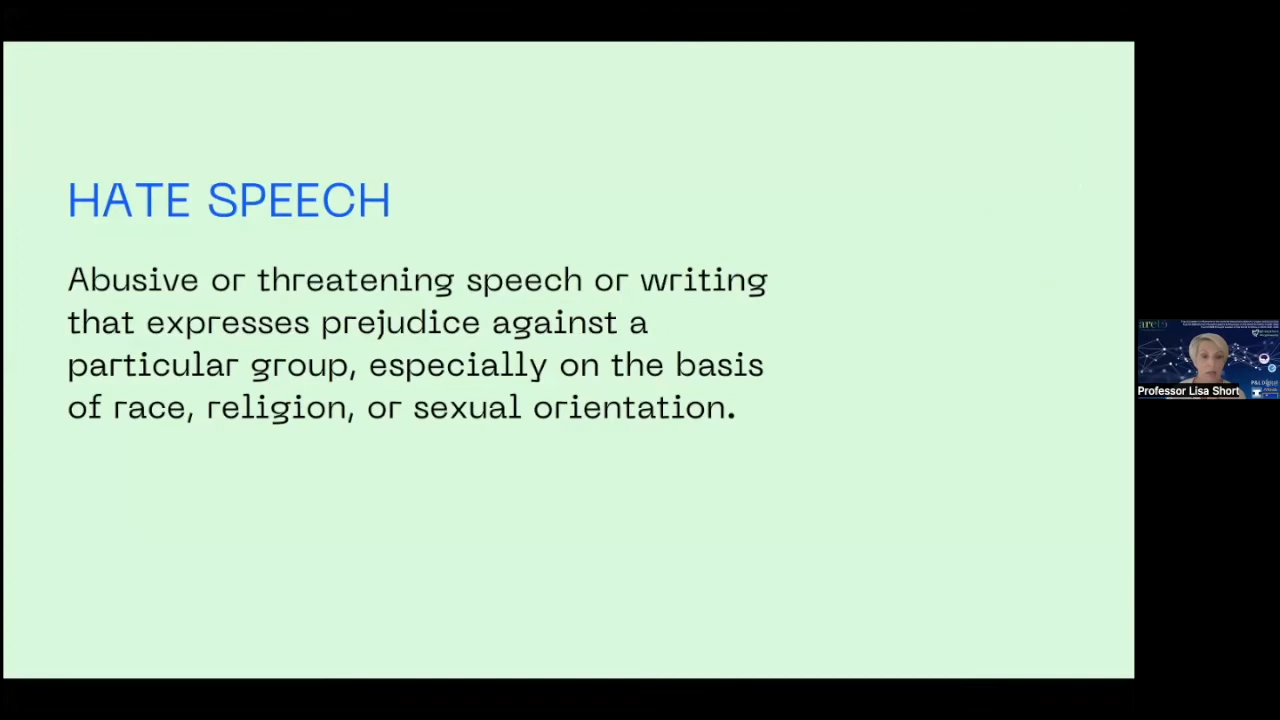 HATE SPEECH
Abusive or threatening speech or writing
that expresses prejudice against a
particular group, especially on the basis
of race, religion, or sexual orientation.
Professor Lisa Short